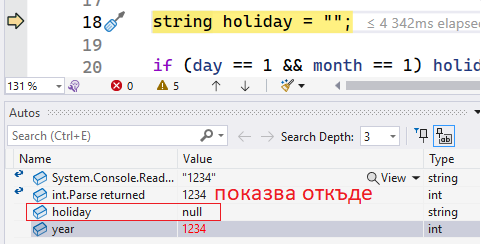 17
18
string holiday = "";
≤ 4 342ms elapsed
19
20
if (day == 1 && month == 1) holid
131 %
0
5
Autos
Search (Ctrl+E)
Search Depth: 3
Name Value Type
System.Console.Read... "1234" View string
int.Parse returned 1234 int
показва откъде
holiday null string
year 1234 int